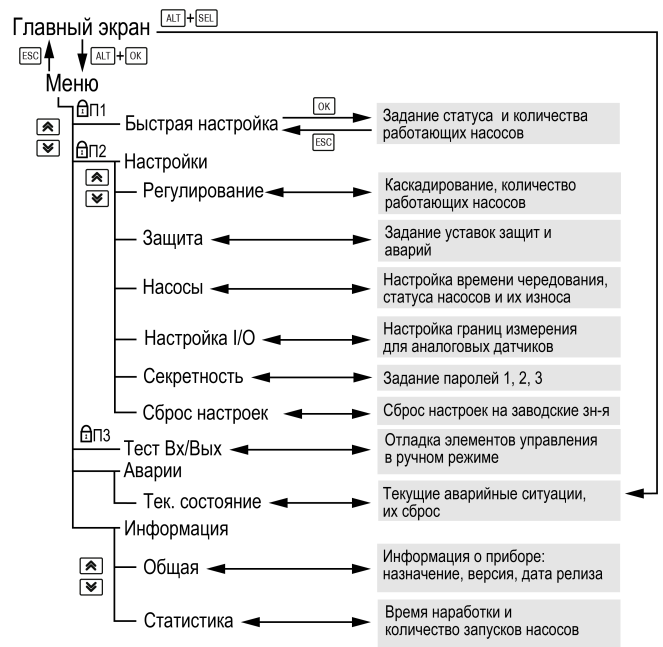 Главный экран ALT+SEL
ESC ALT+OK
Меню
П1
Быстрая настройка
OK
ESC
Задание статуса и количества
работающих насосов
П2
Настройки
Регулирование
Каскадирование, количество
работающих насосов
Защита
Задание уставок защит и
аварий
Насосы
Настройка времени чередования,
статуса насосов и их износа
Настройка I/O
Настройка границ измерения
для аналоговых датчиков
Секретность
Задание паролей 1, 2, 3
Сброс настроек
Сброс настроек на заводские зн-я
П3
Тест Вх/Вых
Отладка элементов управления
в ручном режиме
Аварии
Тек. состояние
Текущие аварийные ситуации,
их сброс
Информация
Общая
Информация о приборе:
назначение, версия, дата релиза
Статистика
Время наработки и
количество запусков насосов